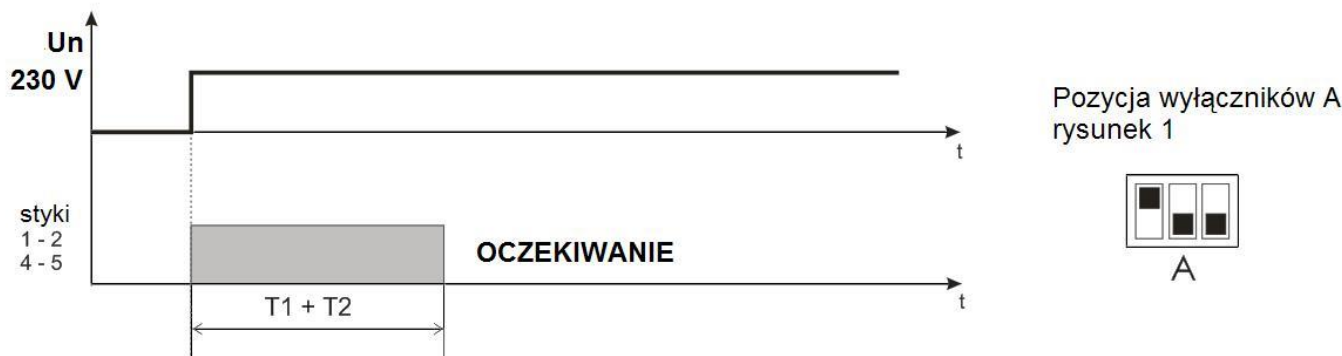 Un
230 V
t
styki
1 - 2
4 - 5
OCZEKIWANIE
t
T1 + T2
Pozycja wyłączników A
rysunek 1
A